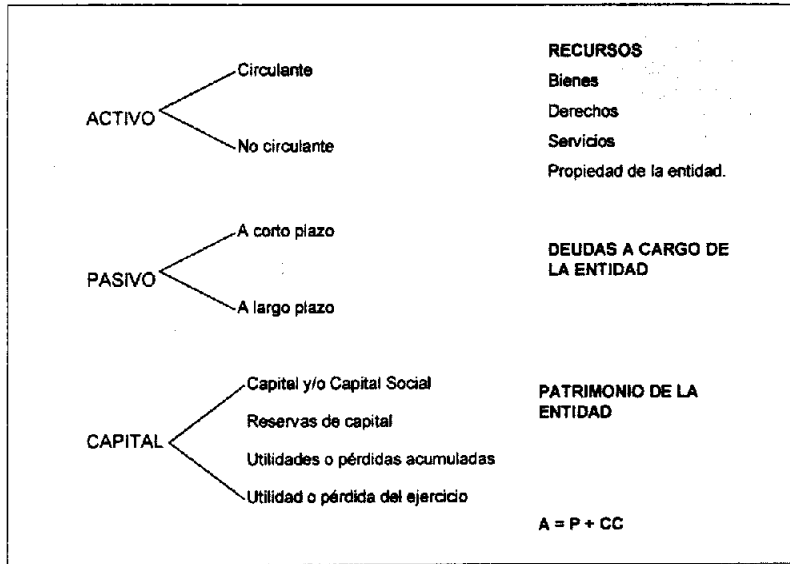 ACTIVO
Circulante
No circulante
RECURSOS
Bienes
Derechos
Servicios
Propiedad de la entidad.
PASIVO
A corto plazo
A largo plazo
DEUDAS A CARGO DE
LA ENTIDAD
CAPITAL
Capital y/o Capital Social
Reservas de capital
Utilidades o pérdidas acumuladas
Utilidad o pérdida del ejercicio
PATRIMONIO DE LA
ENTIDAD
A = P + CC